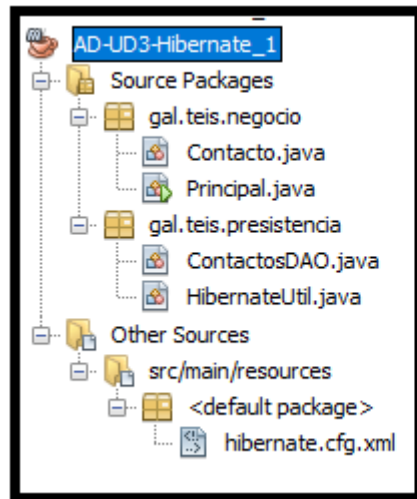 AD-UD3-Hibernate_1
Source Packages
gal.teis.negocio
Contacto.java
Principal.java
gal.teis.presistencia
ContactosDAO.java
HibernateUtil.java
Other Sources
src/main/resources
<default package>
hibernate.cfg.xml